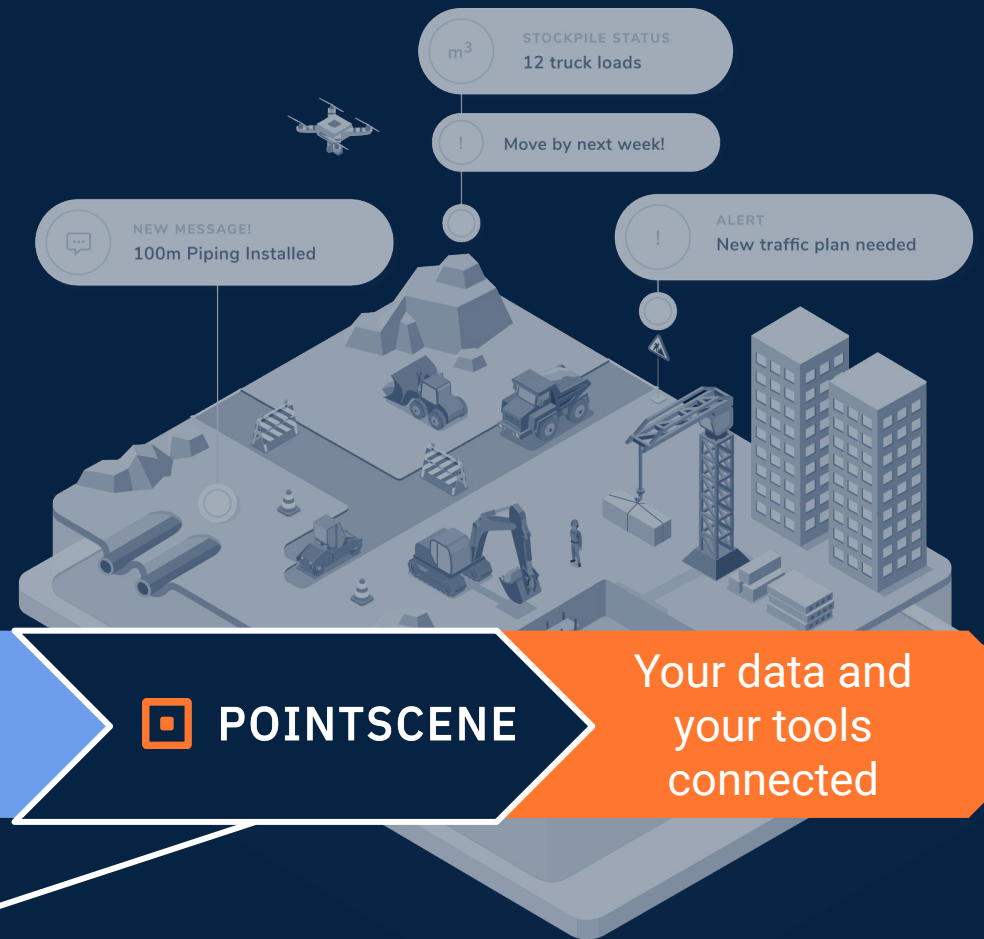 m³
STOCKPILE STATUS
12 truck loads
!
Move by next week!
NEW MESSAGE!
100m Piping Installed
!
ALERT
New traffic plan needed
POINTSCENE
Your data and
your tools
connected